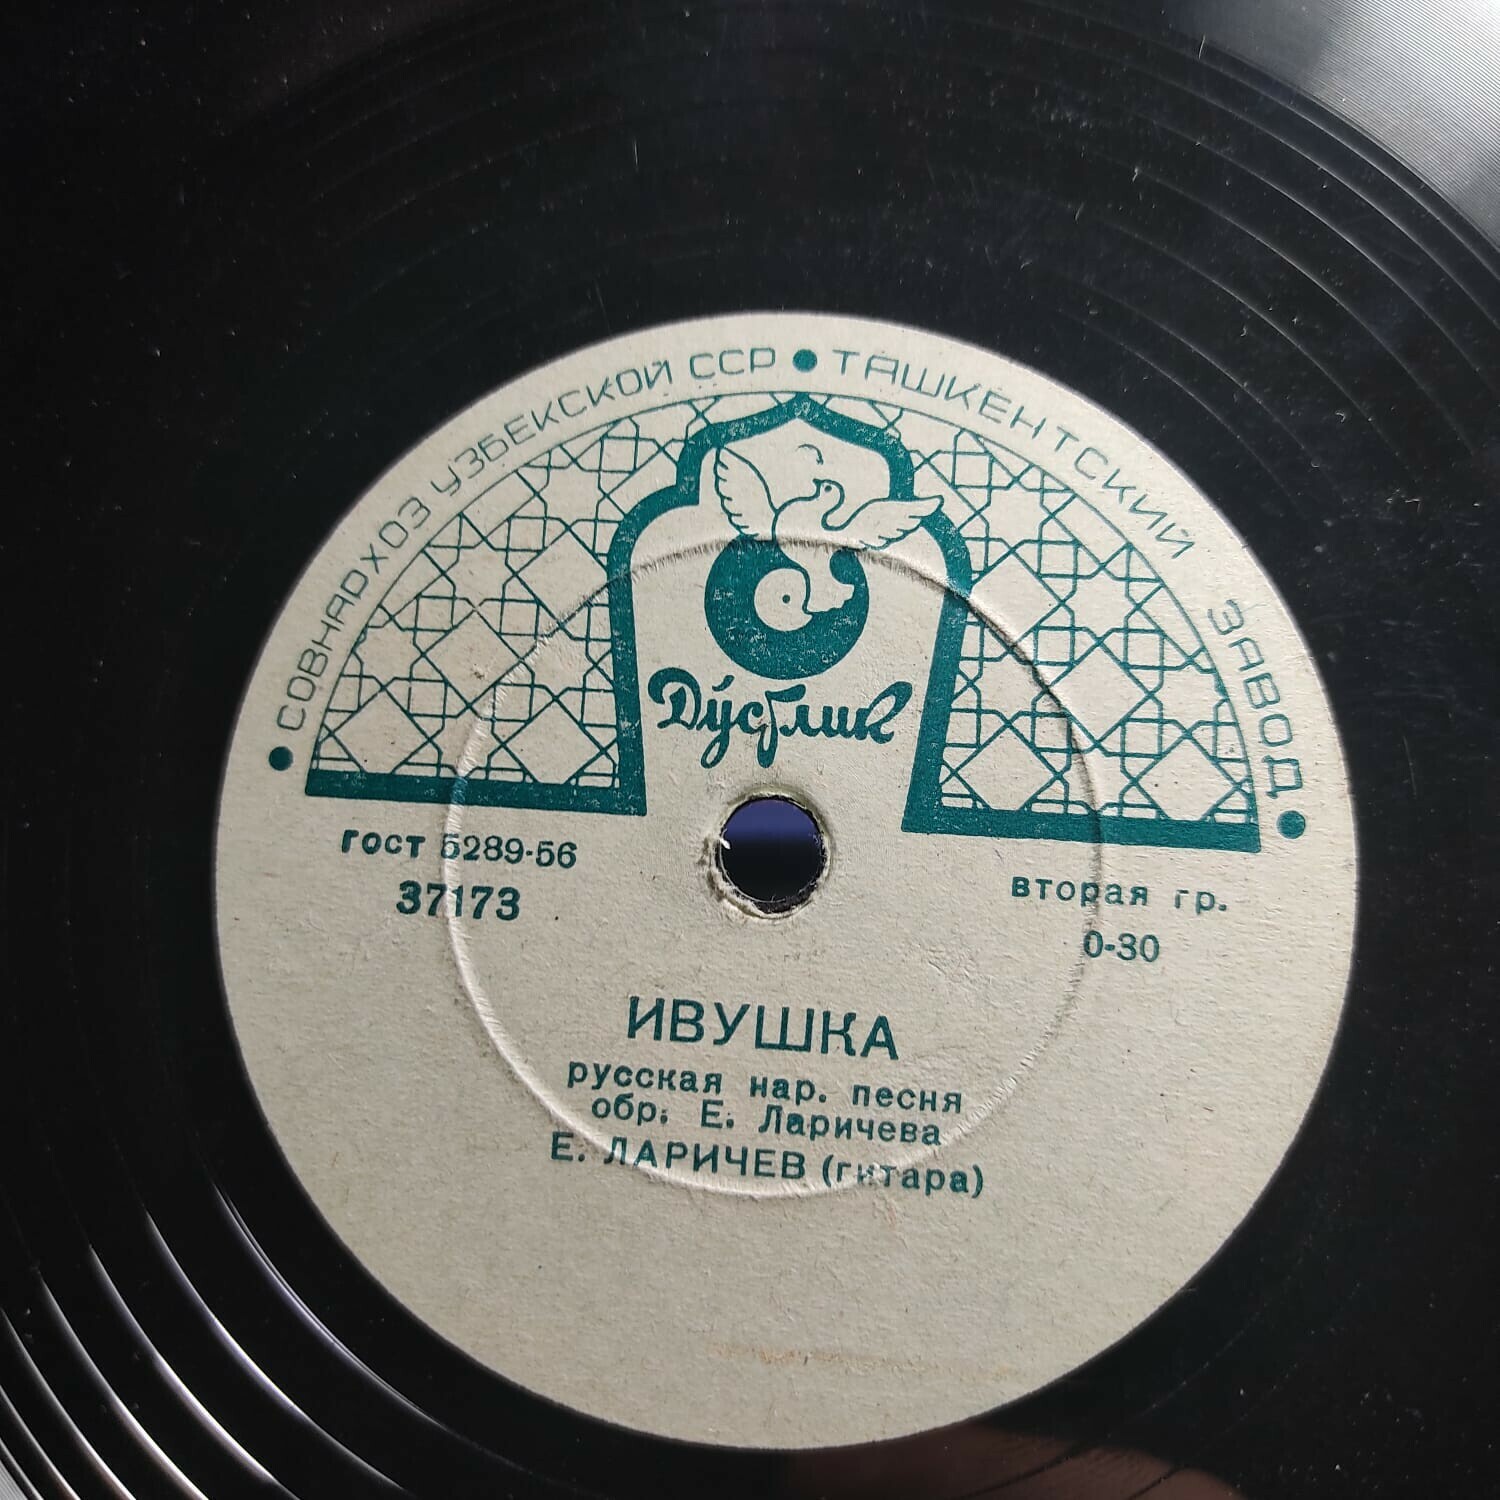 СОВНАРХОЗ УЗБЕКСКОЙ ССР • ТАШКЕНТСКИЙ ЗАВОД
Дўстлик
ГОСТ 5289-56
37173
вторая гр.
0-30
ИВУШКА
русская нар. песня
обр. Е. Ларичева
Е. ЛАРИЧЕВ (гитара)